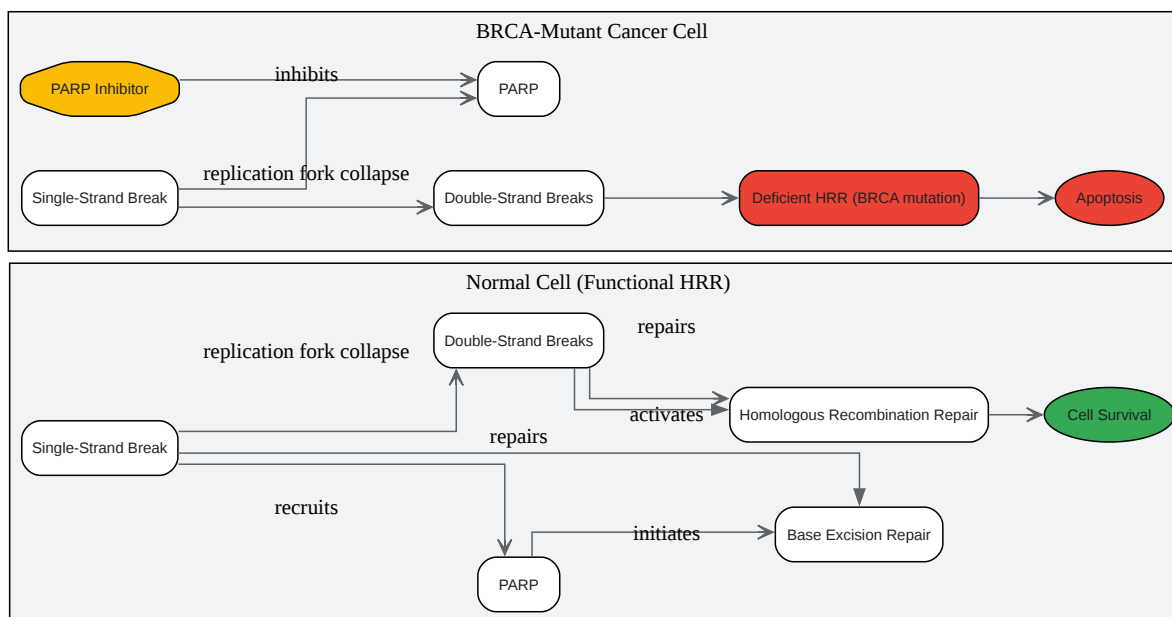 BRCA-Mutant Cancer Cell
PARP Inhibitor
inhibits
PARP
Single-Strand Break
replication fork collapse
Double-Strand Breaks
Deficient HRR (BRCA mutation)
Apoptosis
Normal Cell (Functional HRR)
replication fork collapse
Double-Strand Breaks
repairs
activates
Homologous Recombination Repair
Cell Survival
Single-Strand Break
repairs
recruits
initiates
Base Excision Repair
PARP